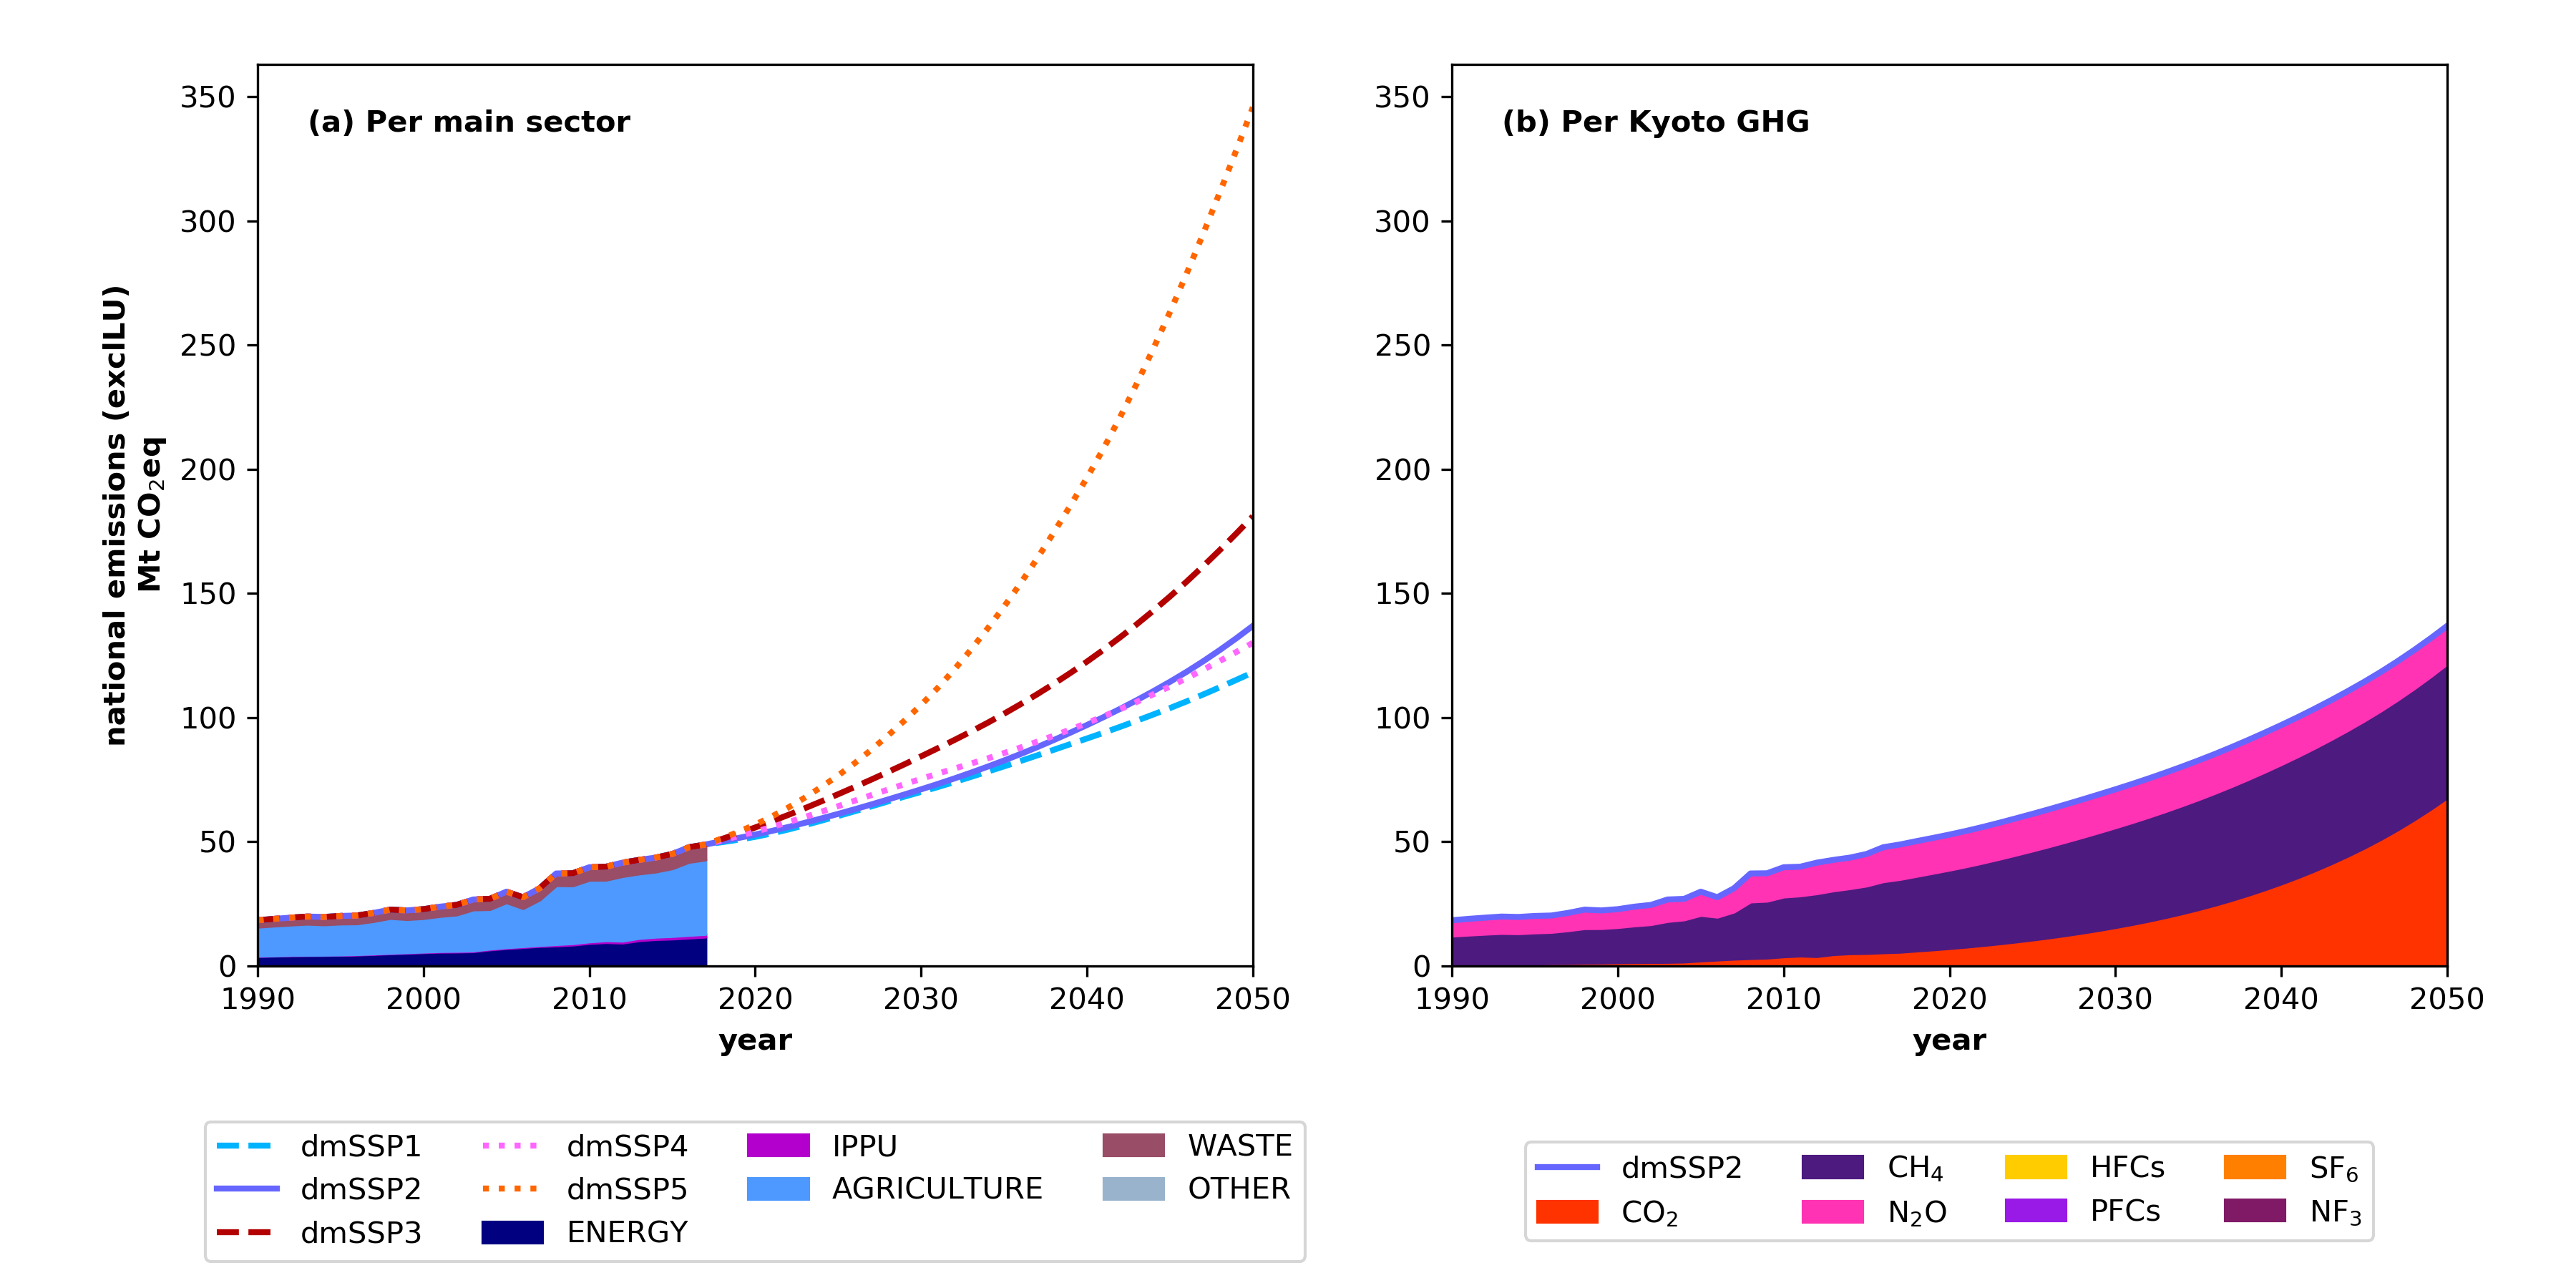 (a) Per main sector
national emissions (exclLU)
Mt CO₂eq
350
300
250
200
150
100
50
0
1990 2000 2010 2020 2030 2040 2050
year
dmSSP1 dmSSP4 IPPU WASTE
dmSSP2 dmSSP5 AGRICULTURE OTHER
dmSSP3 ENERGY
(b) Per Kyoto GHG
350
300
250
200
150
100
50
0
1990 2000 2010 2020 2030 2040 2050
year
dmSSP2 CH₄ HFCs SF₆
CO₂ N₂O PFCs NF₃